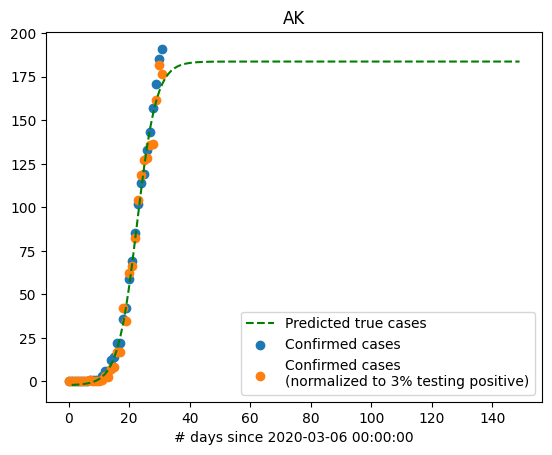 AK
200
175
150
125
100
75
50
25
0
Predicted true cases
Confirmed cases
Confirmed cases
(normalized to 3% testing positive)
0 20 40 60 80 100 120 140
# days since 2020-03-06 00:00:00